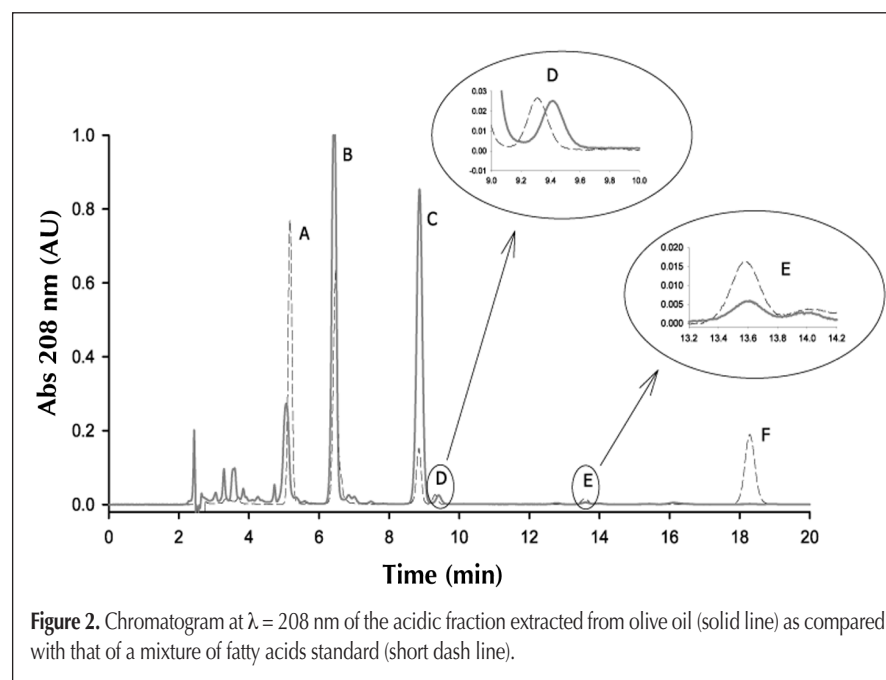 D
0.03
0.02
0.01
0.00
-0.01
9.0 9.2 9.4 9.6 9.8 10.0
E
0.020
0.015
0.010
0.005
0.000
13.2 13.4 13.6 13.8 14.0 14.2
Abs 208 nm (AU)
1.0
0.8
0.6
0.4
0.2
0.0
A
B
C
D
E
F
0 2 4 6 8 10 12 14 16 18 20
Time (min)
Figure 2. Chromatogram at λ = 208 nm of the acidic fraction extracted from olive oil (solid line) as compared
with that of a mixture of fatty acids standard (short dash line).